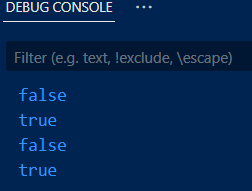 DEBUG CONSOLE ...
Filter (e.g. text, !exclude, \escape)
false
true
false
true